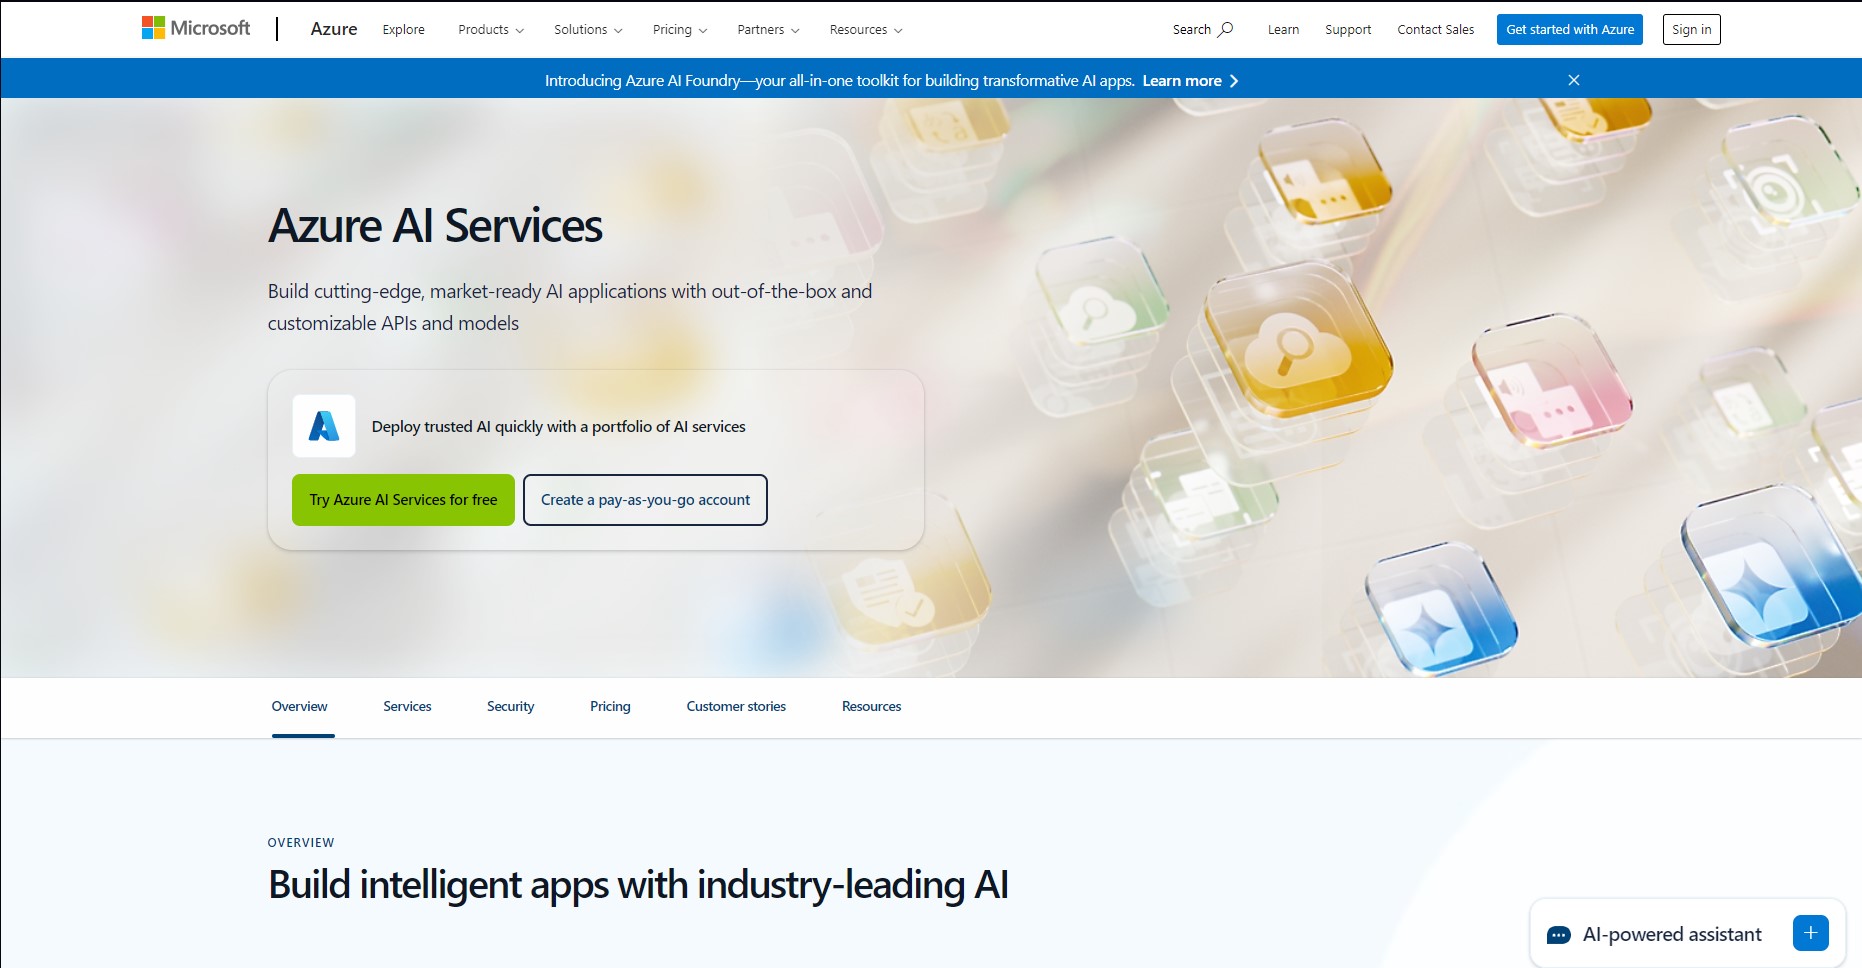 Microsoft
Azure
Explore
Products
Solutions
Pricing
Partners
Resources
Search
Learn
Support
Contact Sales
Get started with Azure
Sign in
Introducing Azure AI Foundry—your all-in-one toolkit for building transformative AI apps. Learn more
Azure AI Services
Build cutting-edge, market-ready AI applications with out-of-the-box and
customizable APIs and models
Deploy trusted AI quickly with a portfolio of AI services
Try Azure AI Services for free
Create a pay-as-you-go account
Overview
Services
Security
Pricing
Customer stories
Resources
OVERVIEW
Build intelligent apps with industry-leading AI
AI-powered assistant